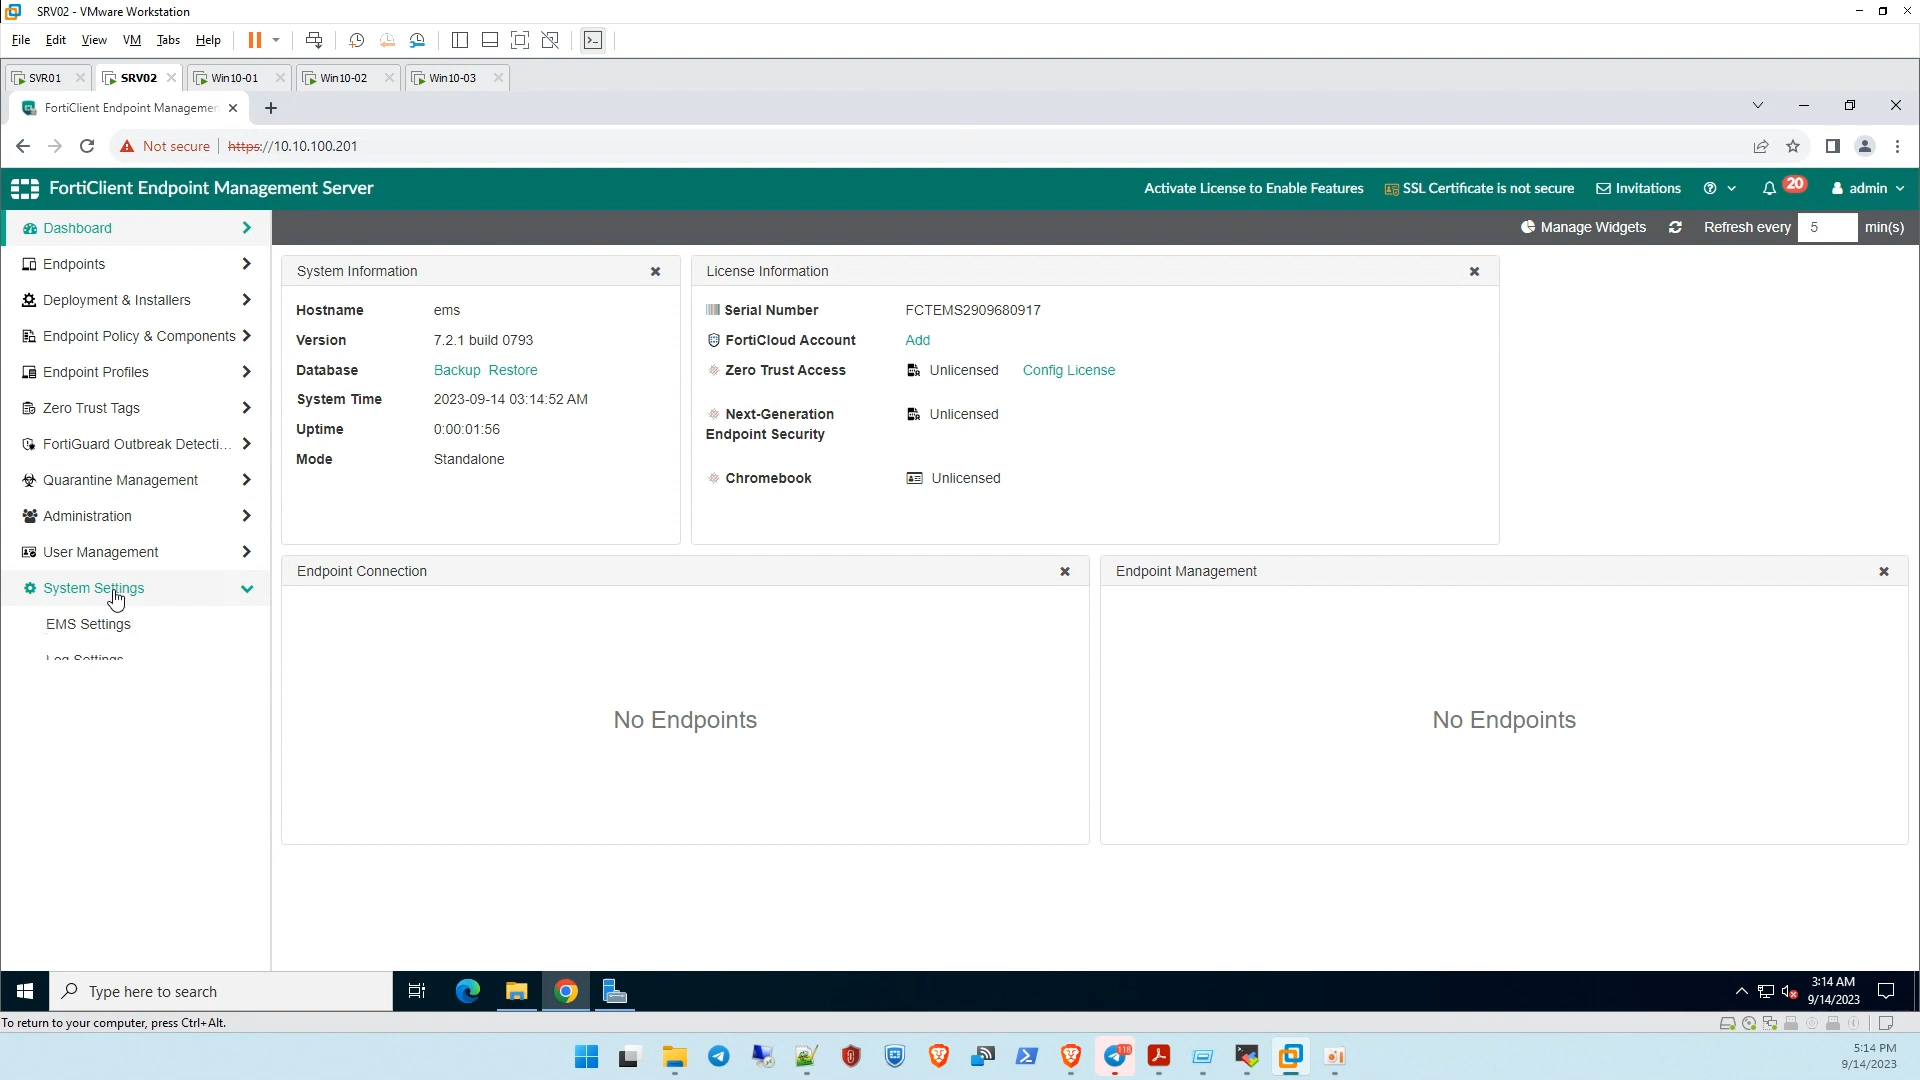 SRV02 - VMware Workstation
File Edit View VM Tabs Help
SVR01 SRV02 Win10-01 Win10-02 Win10-03
FortiClient Endpoint Managemen
Not secure https://10.10.100.201
FortiClient Endpoint Management Server Activate License to Enable Features SSL Certificate is not secure Invitations 20 admin
Manage Widgets Refresh every 5 min(s)
Dashboard
Endpoints
Deployment & Installers
Endpoint Policy & Components
Endpoint Profiles
Zero Trust Tags
FortiGuard Outbreak Detecti...
Quarantine Management
Administration
User Management
System Settings
EMS Settings
Log Settings
System Information
Hostname ems
Version 7.2.1 build 0793
Database Backup Restore
System Time 2023-09-14 03:14:52 AM
Uptime 0:00:01:56
Mode Standalone
License Information
Serial Number FCTEMS2909680917
FortiCloud Account Add
Zero Trust Access Unlicensed Config License
Next-Generation Unlicensed
Endpoint Security
Chromebook Unlicensed
Endpoint Connection
No Endpoints
Endpoint Management
No Endpoints
Type here to search
3:14 AM
9/14/2023
To return to your computer, press Ctrl+Alt.
118
5:14 PM
9/14/2023